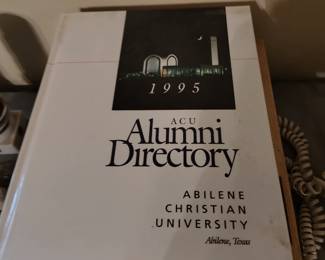 1995
ACU
Alumni
Directory
ABILENE
CHRISTIAN
UNIVERSITY
Abilene, Texas